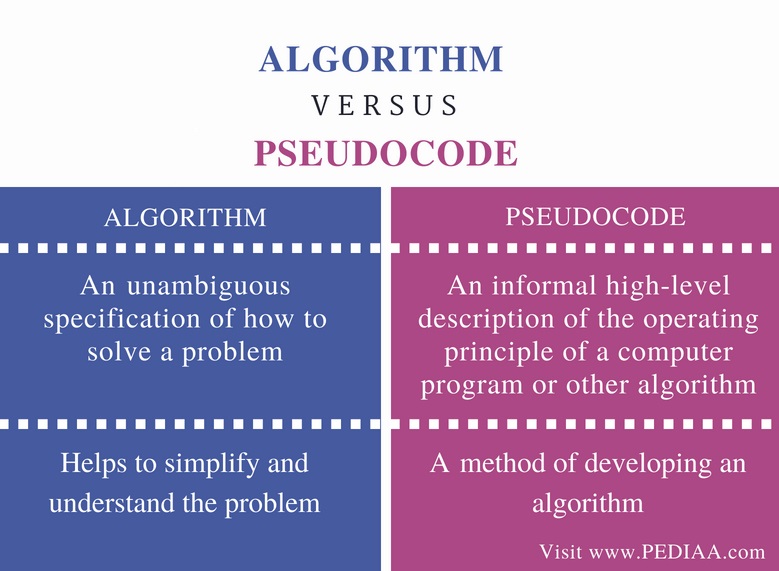 ALGORITHM
VERSUS
PSEUDOCODE
ALGORITHM
An unambiguous
specification of how to
solve a problem
Helps to simplify and
understand the problem
PSEUDOCODE
An informal high-level
description of the operating
principle of a computer
program or other algorithm
A method of developing an
algorithm
Visit www.PEDIAA.com